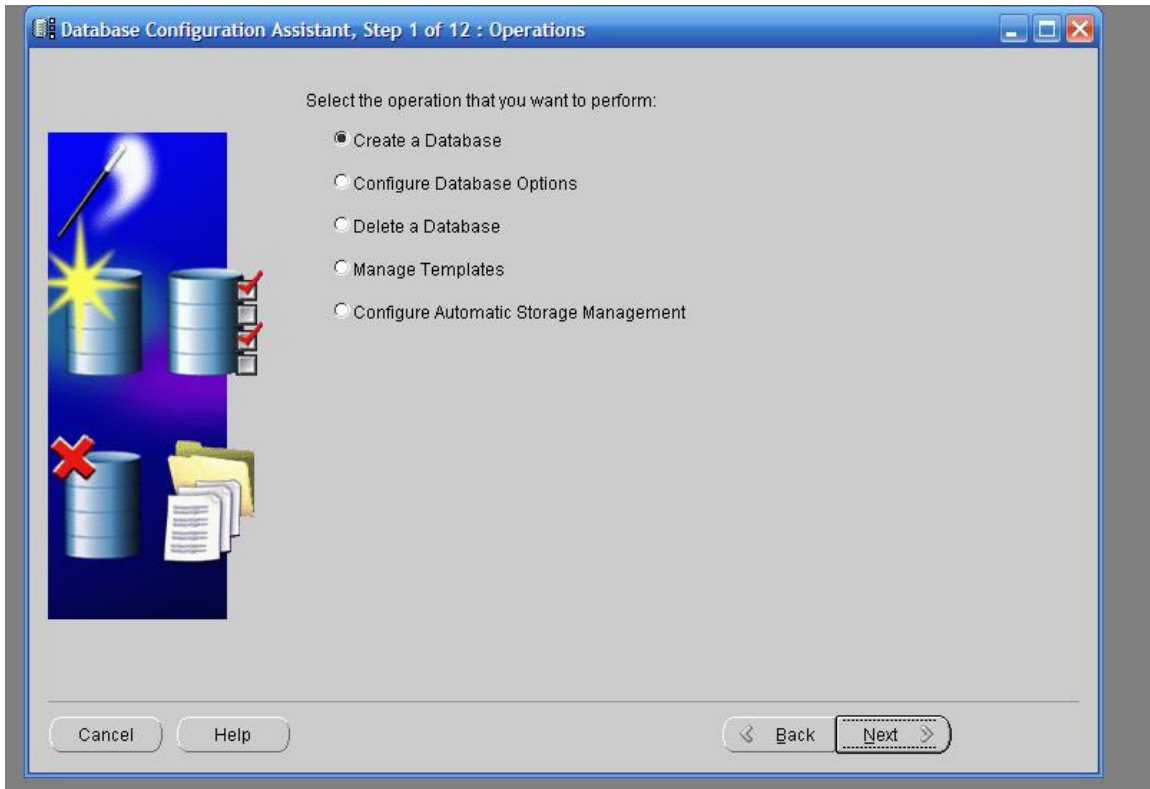 Database Configuration Assistant, Step 1 of 12 : Operations
Select the operation that you want to perform:
Create a Database
Configure Database Options
Delete a Database
Manage Templates
Configure Automatic Storage Management
Cancel
Help
Back
Next